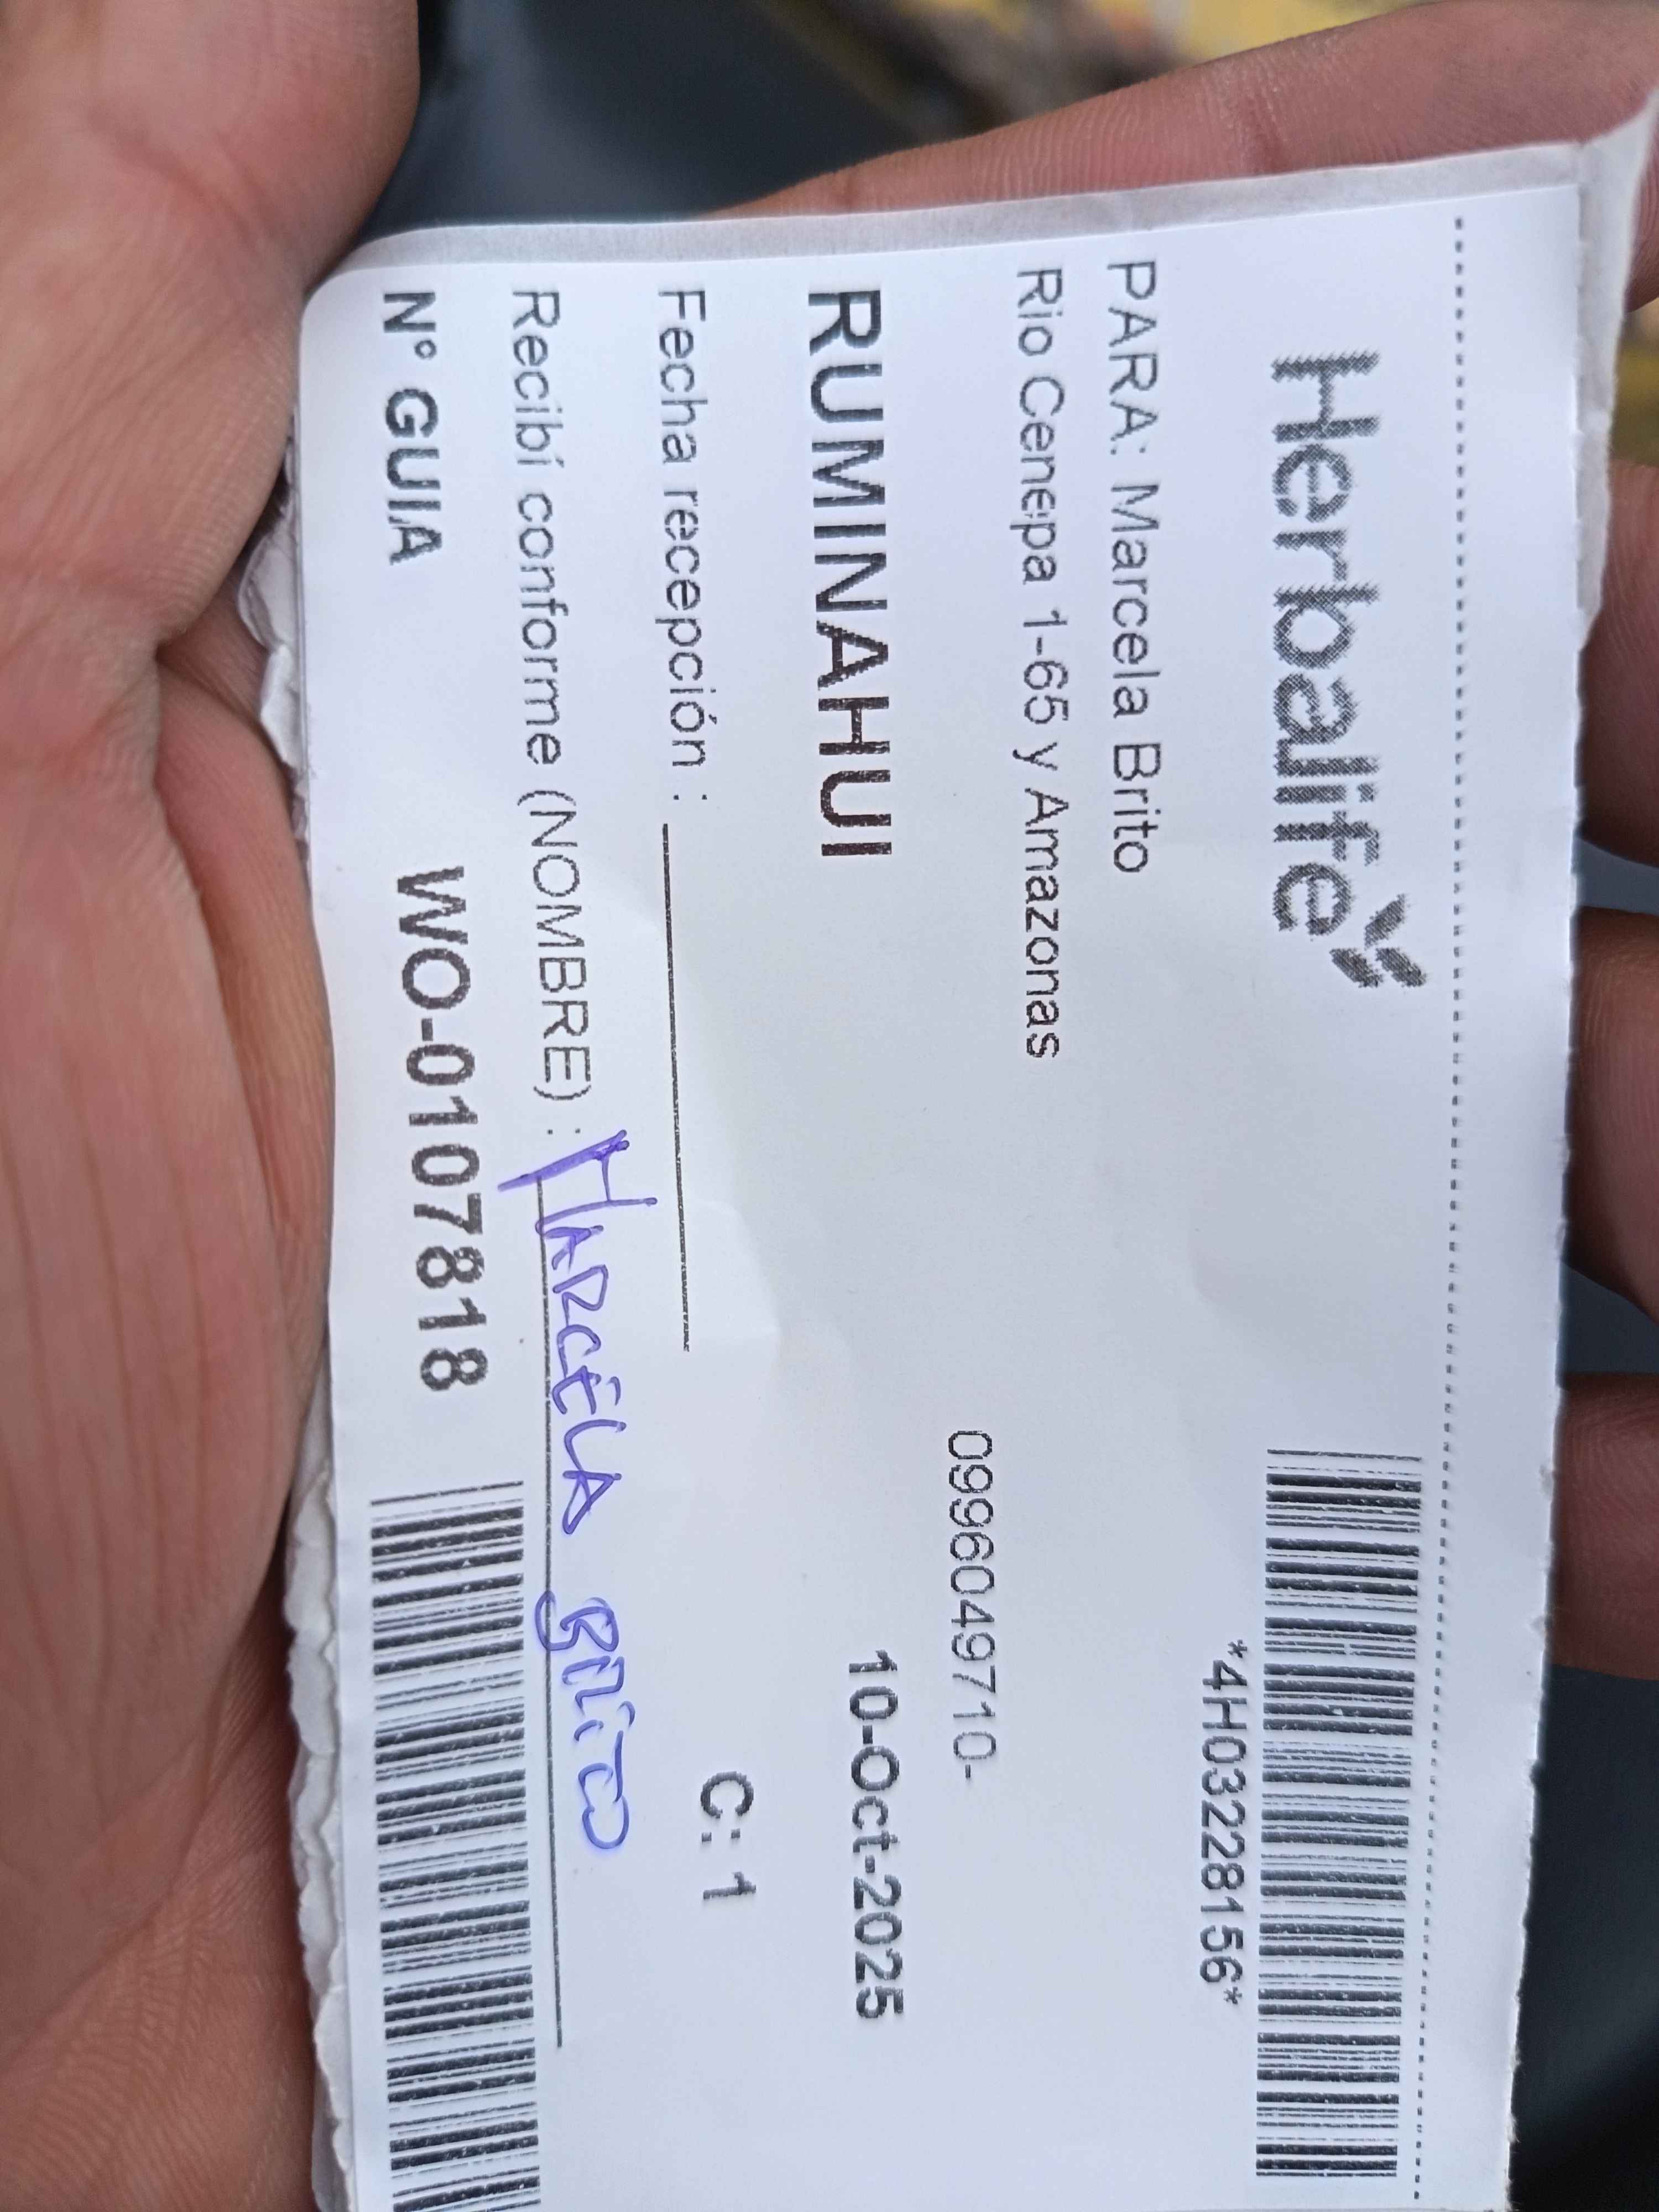 Herbalife
*4H03228156*
PARA: Marcela Brito
Rio Cenepa 1-65 y Amazonas
0996049710-
RUMINAHUI 10-Oct-2025
Fecha recepción : C: 1
Recibí conforme (NOMBRE) : MARCELA BRITO
N° GUIA WO-0107818